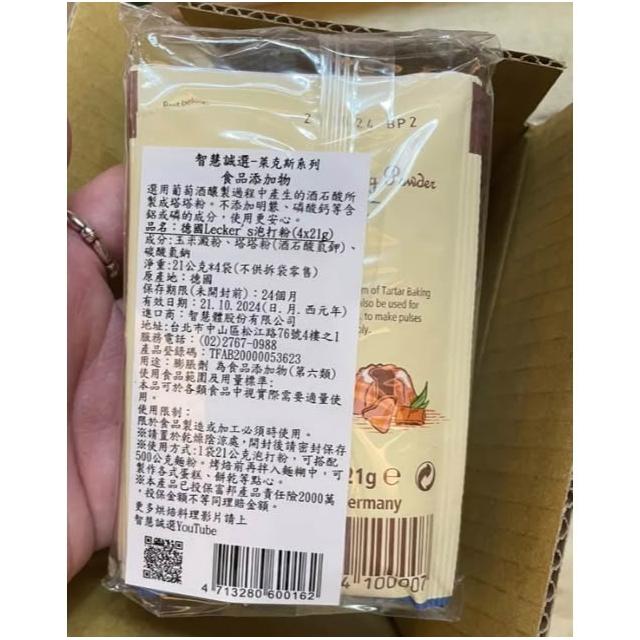 Best before
24 BP2
Powder
智慧誠選-萊克斯系列
食品添加物
選用葡萄酒釀製過程中產生的酒石酸所
製成塔塔粉。不添加明礬、磷酸鈣等含
鋁或磷的成分，使用更安心。
品名：德國Lecker's泡打粉(4x21g)
成分:玉米澱粉、塔塔粉(酒石酸氫鉀)、
碳酸氫鈉
淨重:21公克*4袋(不供拆袋零售)
原產地：德國
保存期限(未開封前)：24個月
有效日期：21.10.2024(日.月.西元年)
進口商：智慧體股份有限公司
地址:台北市中山區松江路76號4樓之1
服務電話：(02)2767-0988
產品登錄碼：TFAB20000053623
用途：膨脹劑 為食品添加物(第六類)
使用食品範圍及用量標準:
本品可於各類食品中視實際需要適量使
用。
使用限制：
限於食品製造或加工必須時使用。
※請置於乾燥陰涼處,開封後請密封保存
※使用方式:1袋21公克泡打粉，可搭配
500公克麵粉。烤焙前再拌入麵糊中，可
製作各式蛋糕、餅乾等點心。
※本產品已投保富邦產品責任險2000萬
，投保金額不等同理賠金額。
更多烘焙料理影片請上
智慧誠選YouTube
4 713280 600162
m of Tartar Baking
also be used for
, to make pulses
21g e
ermany
4 100907